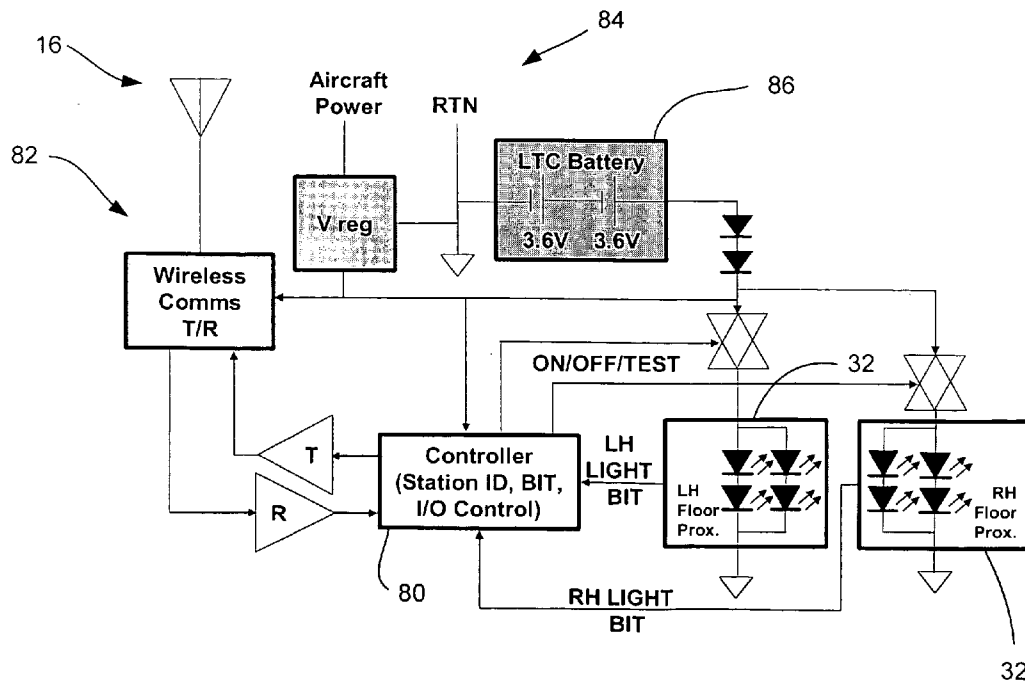 84
16
Aircraft
Power
RTN
86
82
LTC Battery
V reg
3.6V 3.6V
Wireless
Comms
T/R
ON/OFF/TEST
32
T
R
Controller
(Station ID, BIT,
I/O Control)
LH
LIGHT
BIT
LH
Floor
Prox.
RH
Floor
Prox.
80
RH LIGHT
BIT
32